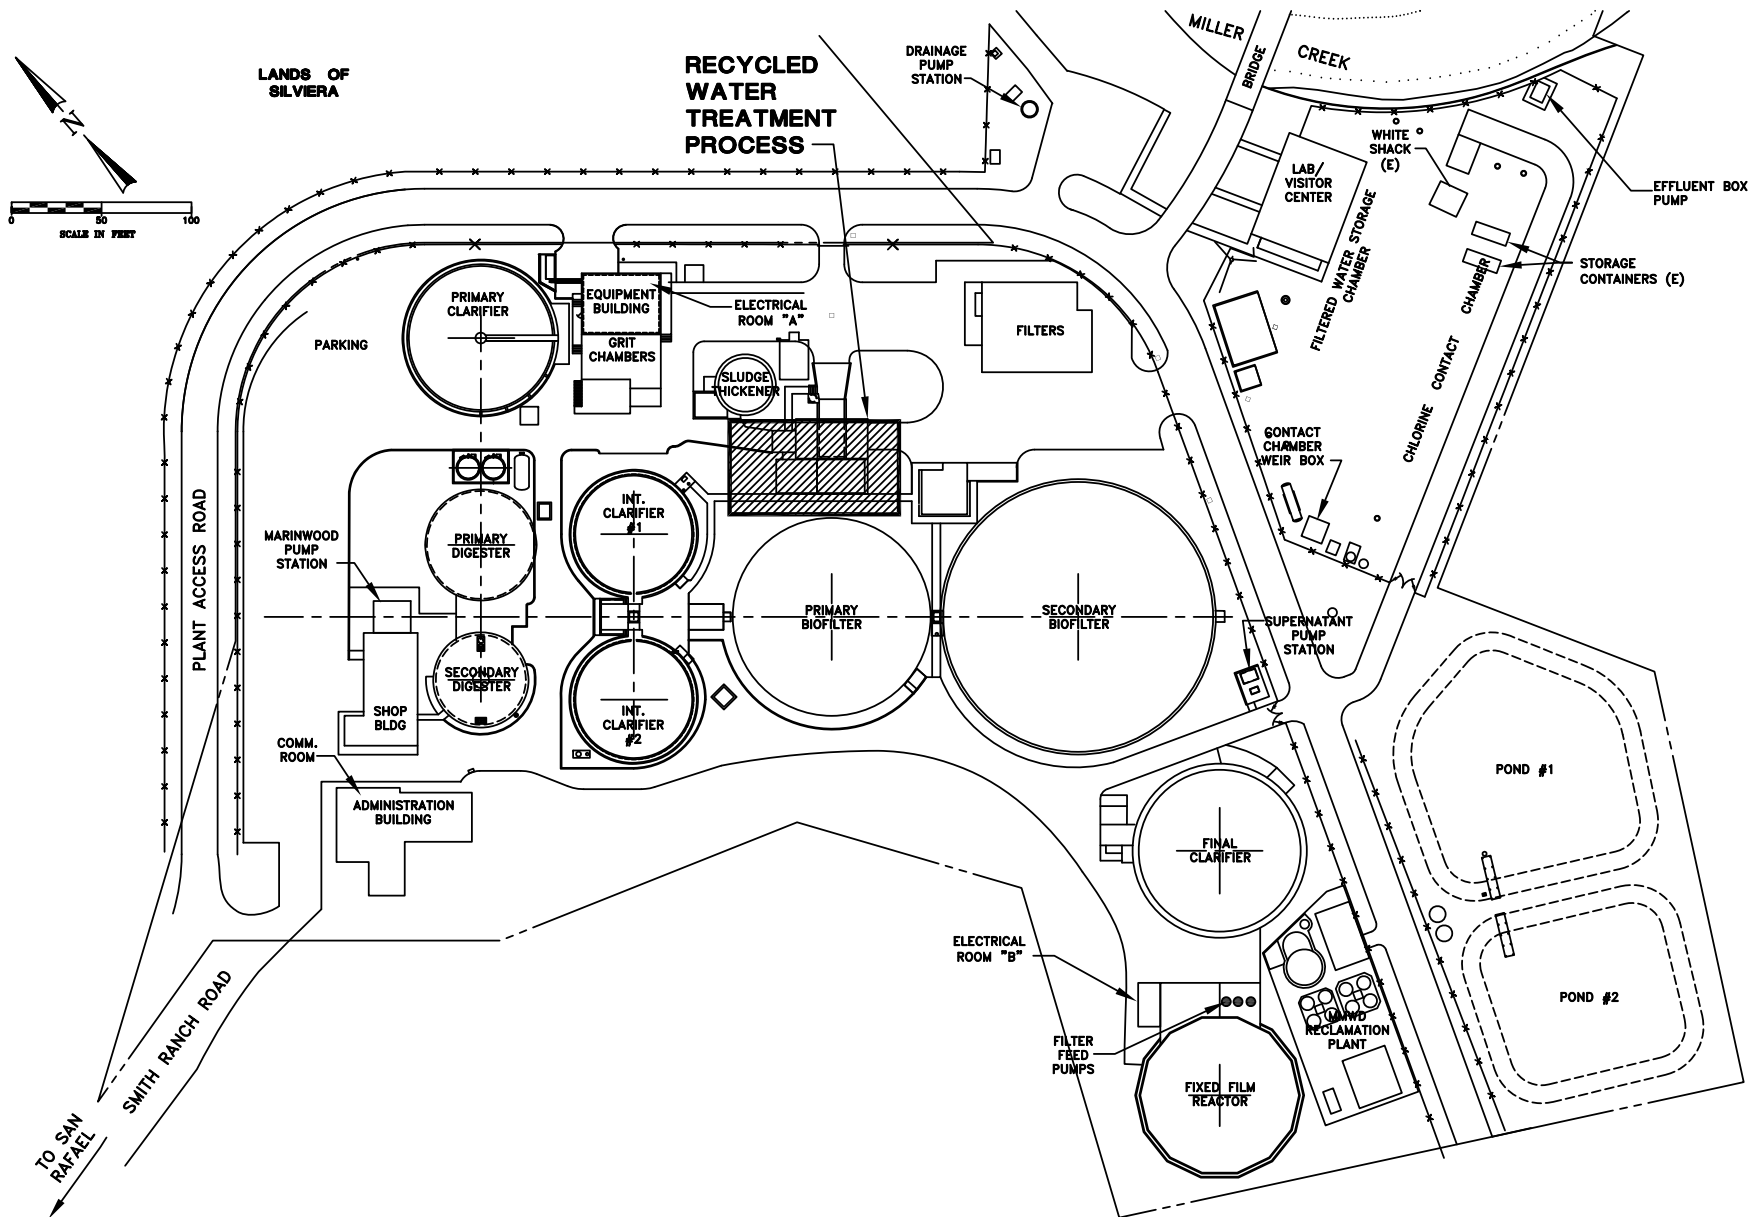 MILLER
CREEK
BRIDGE
DRAINAGE
PUMP
STATION
LANDS OF
SILVIERA
RECYCLED
WATER
TREATMENT
PROCESS
N
0 50 100
SCALE IN FEET
WHITE
SHACK
(E)
LAB/
VISITOR
CENTER
EFFLUENT BOX
PUMP
STORAGE
CONTAINERS (E)
FILTERED WATER STORAGE
CHAMBER
CHLORINE CONTACT CHAMBER
PRIMARY
CLARIFIER
EQUIPMENT
BUILDING
ELECTRICAL
ROOM "A"
PARKING
GRIT
CHAMBERS
FILTERS
SLUDGE
THICKENER
CONTACT
CHAMBER
WEIR BOX
PLANT ACCESS ROAD
INT.
CLARIFIER
#1
MARINWOOD
PUMP
STATION
PRIMARY
DIGESTER
PRIMARY
BIOFILTER
SECONDARY
BIOFILTER
SUPERNATANT
PUMP
STATION
SECONDARY
DIGESTER
SHOP
BLDG
INT.
CLARIFIER
#2
COMM.
ROOM
ADMINISTRATION
BUILDING
POND #1
FINAL
CLARIFIER
ELECTRICAL
ROOM "B"
POND #2
MMWD
RECLAMATION
PLANT
FILTER
FEED
PUMPS
FIXED FILM
REACTOR
SMITH RANCH ROAD
TO SAN
RAFAEL